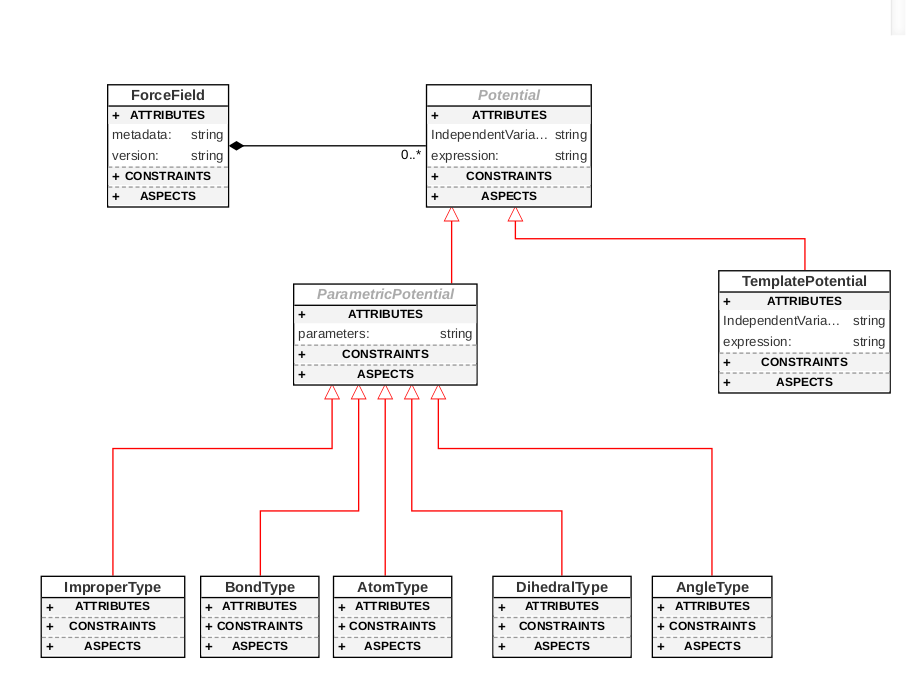 ForceField
+ ATTRIBUTES
metadata: string
version: string
+ CONSTRAINTS
+ ASPECTS
0..*
Potential
+ ATTRIBUTES
IndependentVaria... string
expression: string
+ CONSTRAINTS
+ ASPECTS
ParametricPotential
+ ATTRIBUTES
parameters: string
+ CONSTRAINTS
+ ASPECTS
TemplatePotential
+ ATTRIBUTES
IndependentVaria... string
expression: string
+ CONSTRAINTS
+ ASPECTS
ImproperType
+ ATTRIBUTES
+ CONSTRAINTS
+ ASPECTS
BondType
+ ATTRIBUTES
+ CONSTRAINTS
+ ASPECTS
AtomType
+ ATTRIBUTES
+ CONSTRAINTS
+ ASPECTS
DihedralType
+ ATTRIBUTES
+ CONSTRAINTS
+ ASPECTS
AngleType
+ ATTRIBUTES
+ CONSTRAINTS
+ ASPECTS